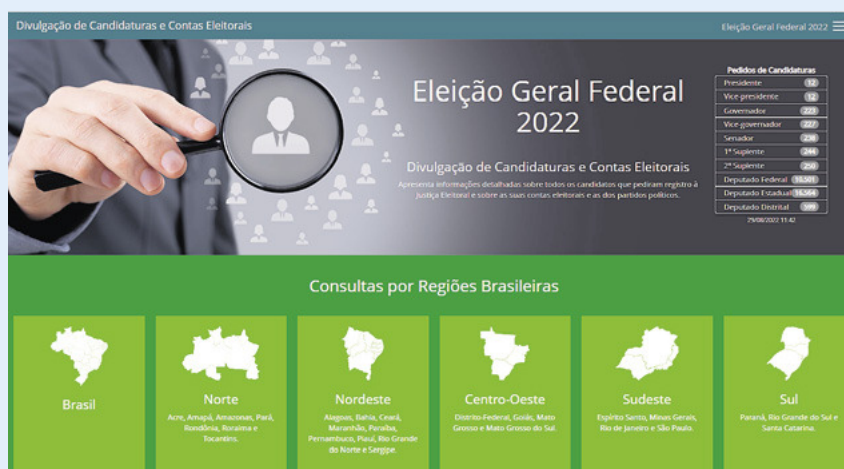 Divulgação de Candidaturas e Contas Eleitorais
Eleição Geral Federal 2022
Eleição Geral Federal
2022
Divulgação de Candidaturas e Contas Eleitorais
Apresenta informações detalhadas sobre todos os candidatos que pediram registro à
Justiça Eleitoral e sobre as suas contas eleitorais e as dos partidos políticos.
Pedidos de Candidaturas
Presidente 12
Vice-presidente 12
Governador 223
Vice-governador 227
Senador 238
1º Suplente 244
2º Suplente 250
Deputado Federal 10,501
Deputado Estadual 16,564
Deputado Distrital 599
29/08/2022 11:42
Consultas por Regiões Brasileiras
Brasil
Norte
Acre, Amapá, Amazonas, Pará,
Rondônia, Roraima e
Tocantins.
Nordeste
Alagoas, Bahia, Ceará,
Maranhão, Paraíba,
Pernambuco, Piauí, Rio Grande
do Norte e Sergipe.
Centro-Oeste
Distrito-Federal, Goiás, Mato
Grosso e Mato Grosso do Sul.
Sudeste
Espírito Santo, Minas Gerais,
Rio de Janeiro e São Paulo.
Sul
Paraná, Rio Grande do Sul e
Santa Catarina.